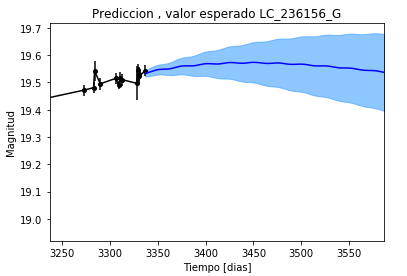 Prediccion , valor esperado LC_236156_G
19.7
19.6
19.5
19.4
19.3
19.2
19.1
19.0
Magnitud
3250 3300 3350 3400 3450 3500 3550
Tiempo [dias]